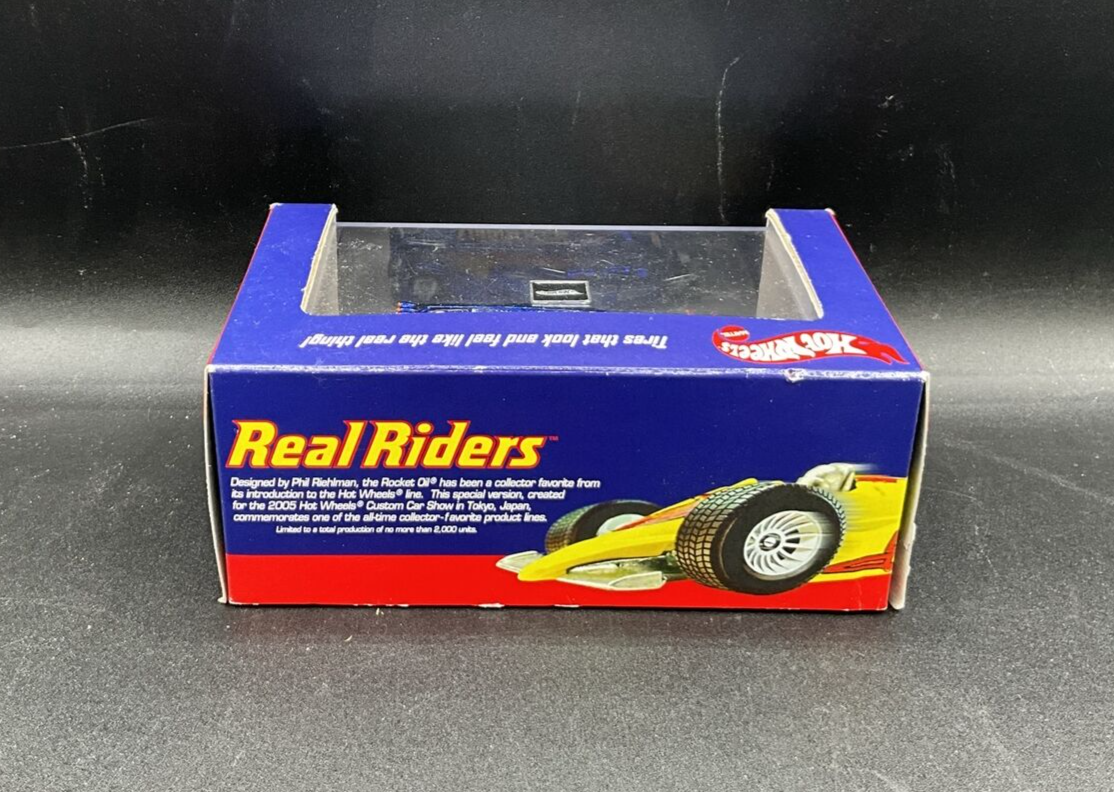 Tires that look and feel like the real thing!
Hot Wheels
MATTEL
Real Riders™
Designed by Phil Riehlman, the Rocket Oil® has been a collector favorite from
its introduction to the Hot Wheels® line. This special version, created
for the 2005 Hot Wheels® Custom Car Show in Tokyo, Japan,
commemorates one of the all-time collector-favorite product lines.
Limited to a total production of no more than 2,000 units.